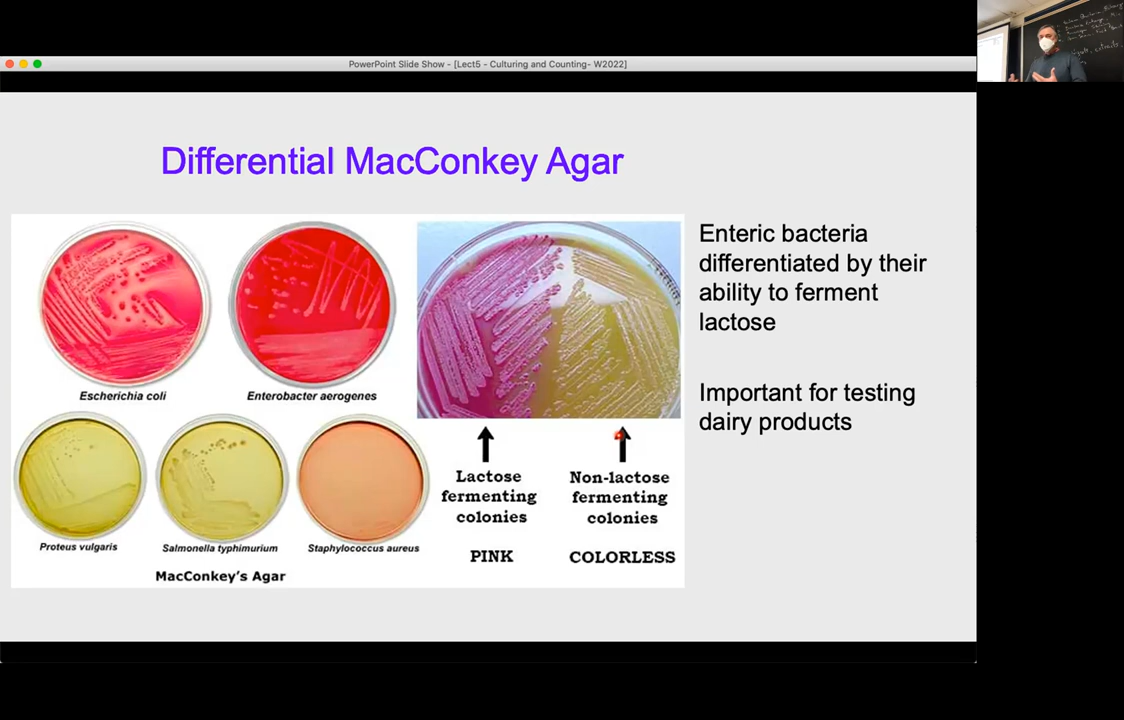 PowerPoint Slide Show - [Lect5 - Culturing and Counting- W2022]
Differential MacConkey Agar
Escherichia coli
Enterobacter aerogenes
Proteus vulgaris
Salmonella typhimurium
Staphylococcus aureus
MacConkey's Agar
Lactose
fermenting
colonies
PINK
Non-lactose
fermenting
colonies
COLORLESS
Enteric bacteria
differentiated by their
ability to ferment
lactose
Important for testing
dairy products